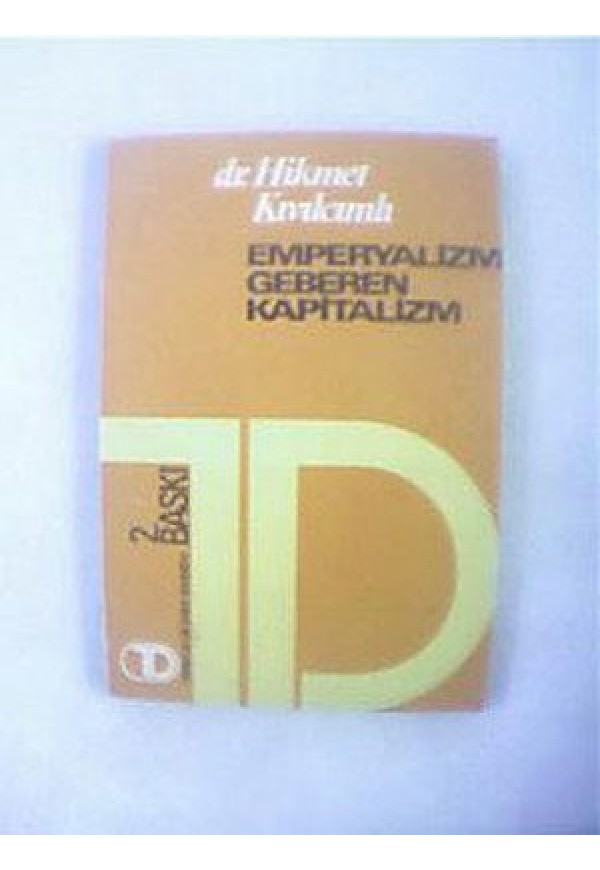 dr. Hikmet
Kıvılcımlı
EMPERYALİZM
GEBEREN
KAPİTALİZM
2
BASKI